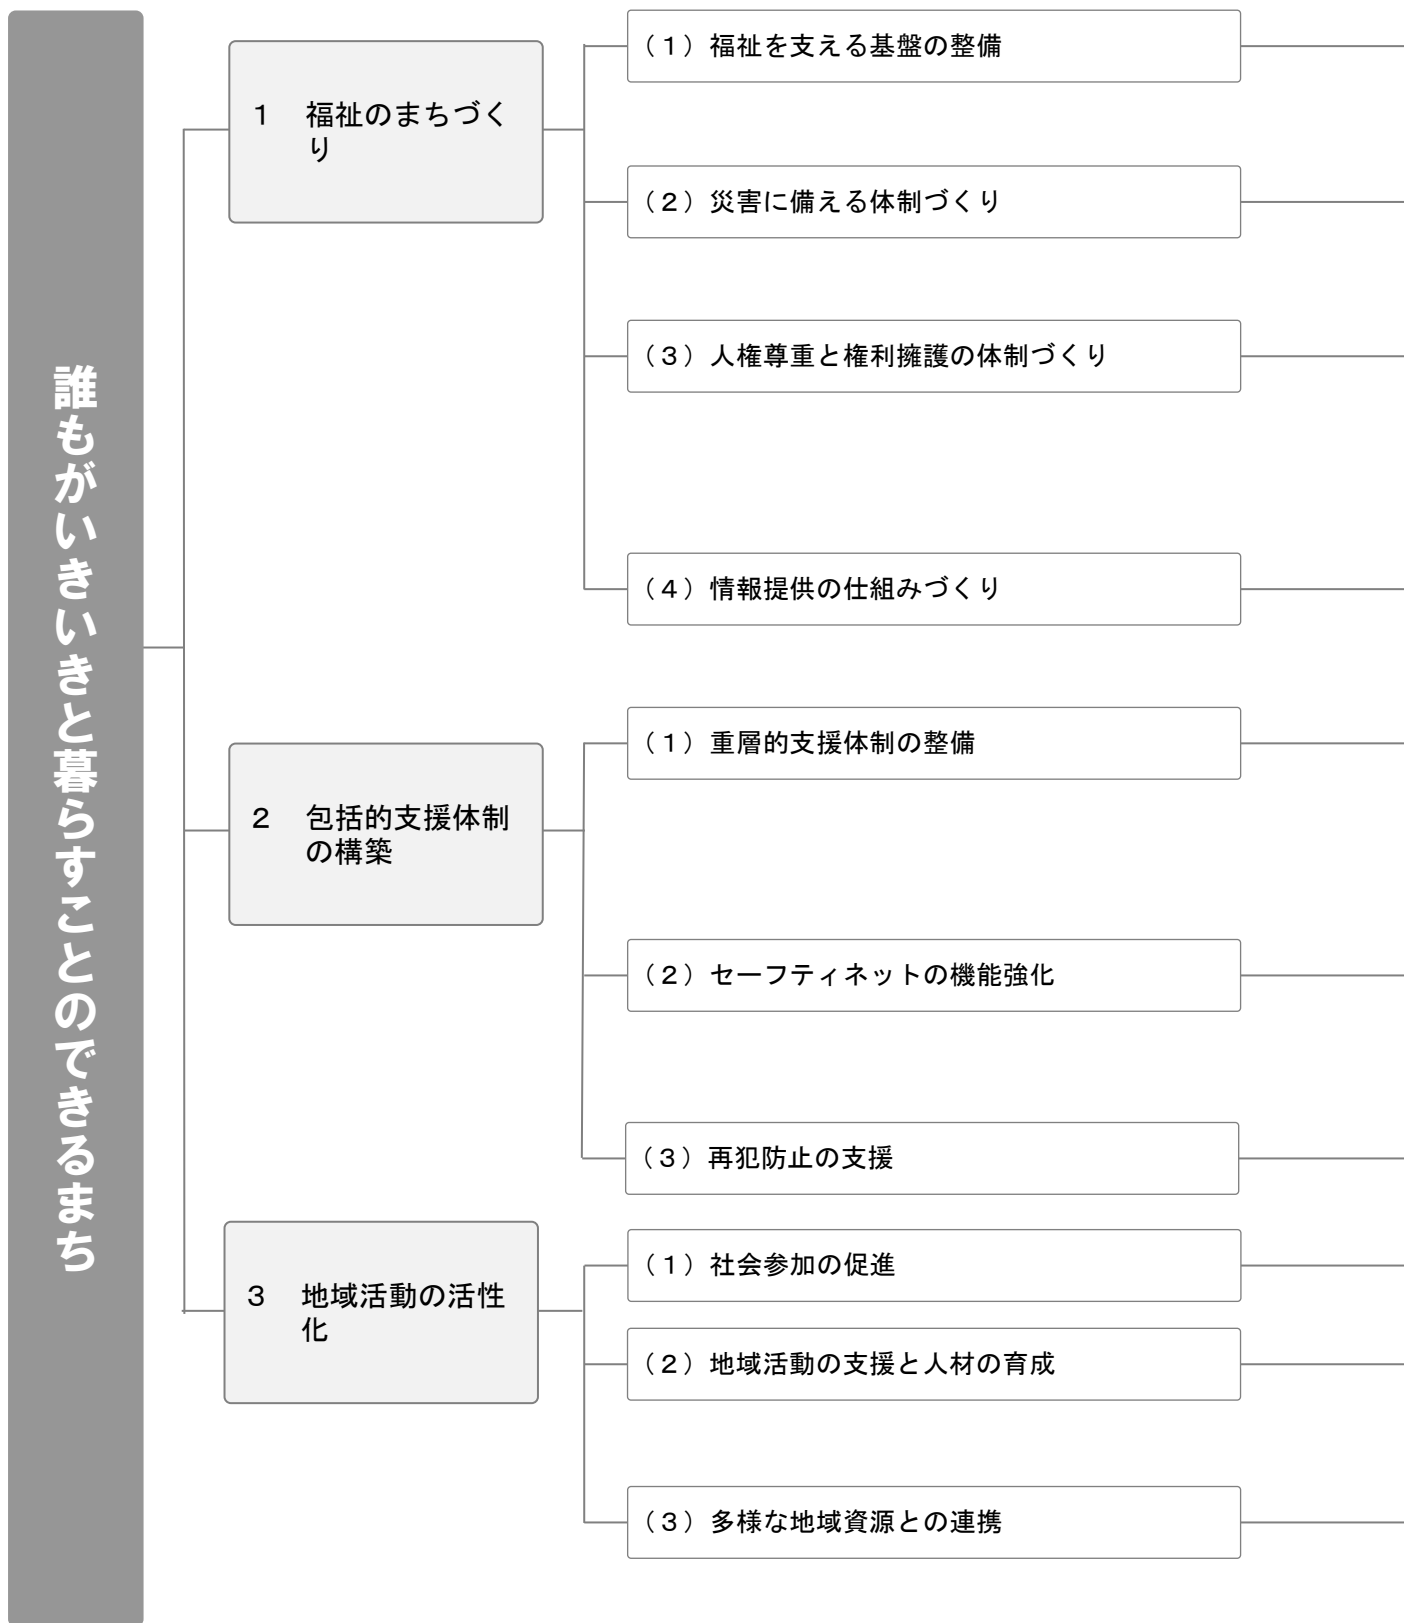 誰もがいきいきと暮らすことのできるまち
1 福祉のまちづく
り
（1）福祉を支える基盤の整備
（2）災害に備える体制づくり
（3）人権尊重と権利擁護の体制づくり
（4）情報提供の仕組みづくり
2 包括的支援体制
の構築
（1）重層的支援体制の整備
（2）セーフティネットの機能強化
（3）再犯防止の支援
3 地域活動の活性
化
（1）社会参加の促進
（2）地域活動の支援と人材の育成
（3）多様な地域資源との連携